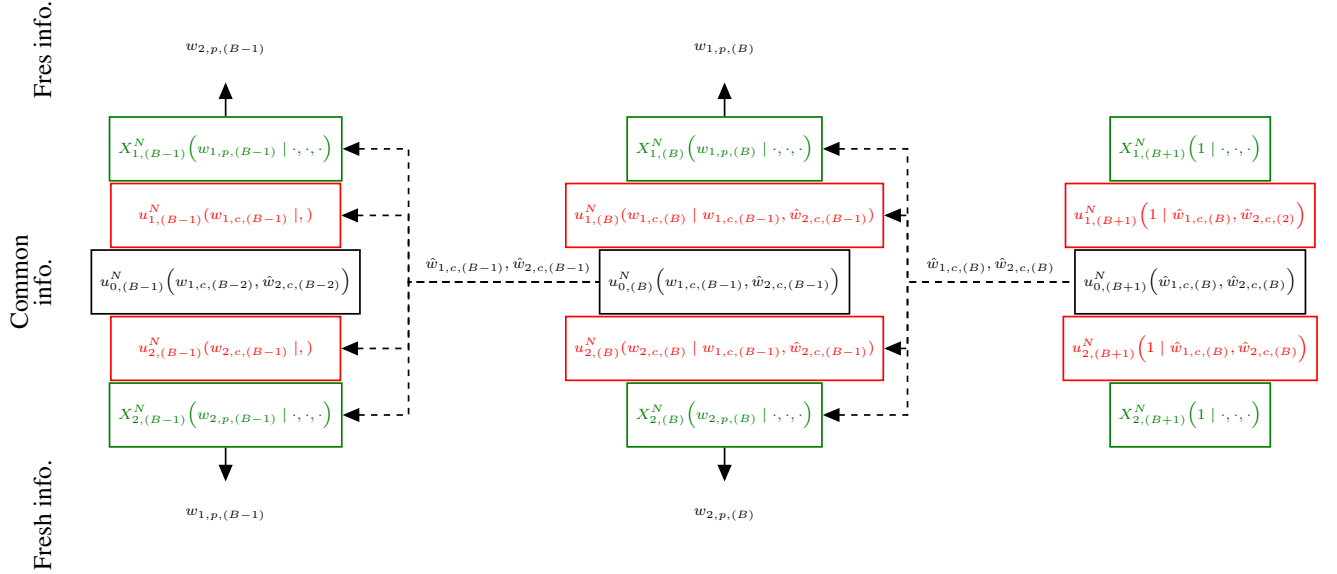 Fres info.
Common
info.
Fresh info.
w_{2,p,(B−1)}
X^N_{1,(B−1)}(w_{1,p,(B−1)} | ·, ·, ·)
u^N_{1,(B−1)}(w_{1,c,(B−1)} |, )
u^N_{0,(B−1)}(w_{1,c,(B−2)}, ŵ_{2,c,(B−2)})
u^N_{2,(B−1)}(w_{2,c,(B−1)} |, )
X^N_{2,(B−1)}(w_{2,p,(B−1)} | ·, ·, ·)
w_{1,p,(B−1)}
ŵ_{1,c,(B−1)}, ŵ_{2,c,(B−1)}
w_{1,p,(B)}
X^N_{1,(B)}(w_{1,p,(B)} | ·, ·, ·)
u^N_{1,(B)}(w_{1,c,(B)} | w_{1,c,(B−1)}, ŵ_{2,c,(B−1)})
u^N_{0,(B)}(w_{1,c,(B−1)}, ŵ_{2,c,(B−1)})
u^N_{2,(B)}(w_{2,c,(B)} | w_{1,c,(B−1)}, ŵ_{2,c,(B−1)})
X^N_{2,(B)}(w_{2,p,(B)} | ·, ·, ·)
w_{2,p,(B)}
ŵ_{1,c,(B)}, ŵ_{2,c,(B)}
X^N_{1,(B+1)}(1 | ·, ·, ·)
u^N_{1,(B+1)}(1 | ŵ_{1,c,(B)}, ŵ_{2,c,(2)})
u^N_{0,(B+1)}(ŵ_{1,c,(B)}, ŵ_{2,c,(B)})
u^N_{2,(B+1)}(1 | ŵ_{1,c,(B)}, ŵ_{2,c,(B)})
X^N_{2,(B+1)}(1 | ·, ·, ·)